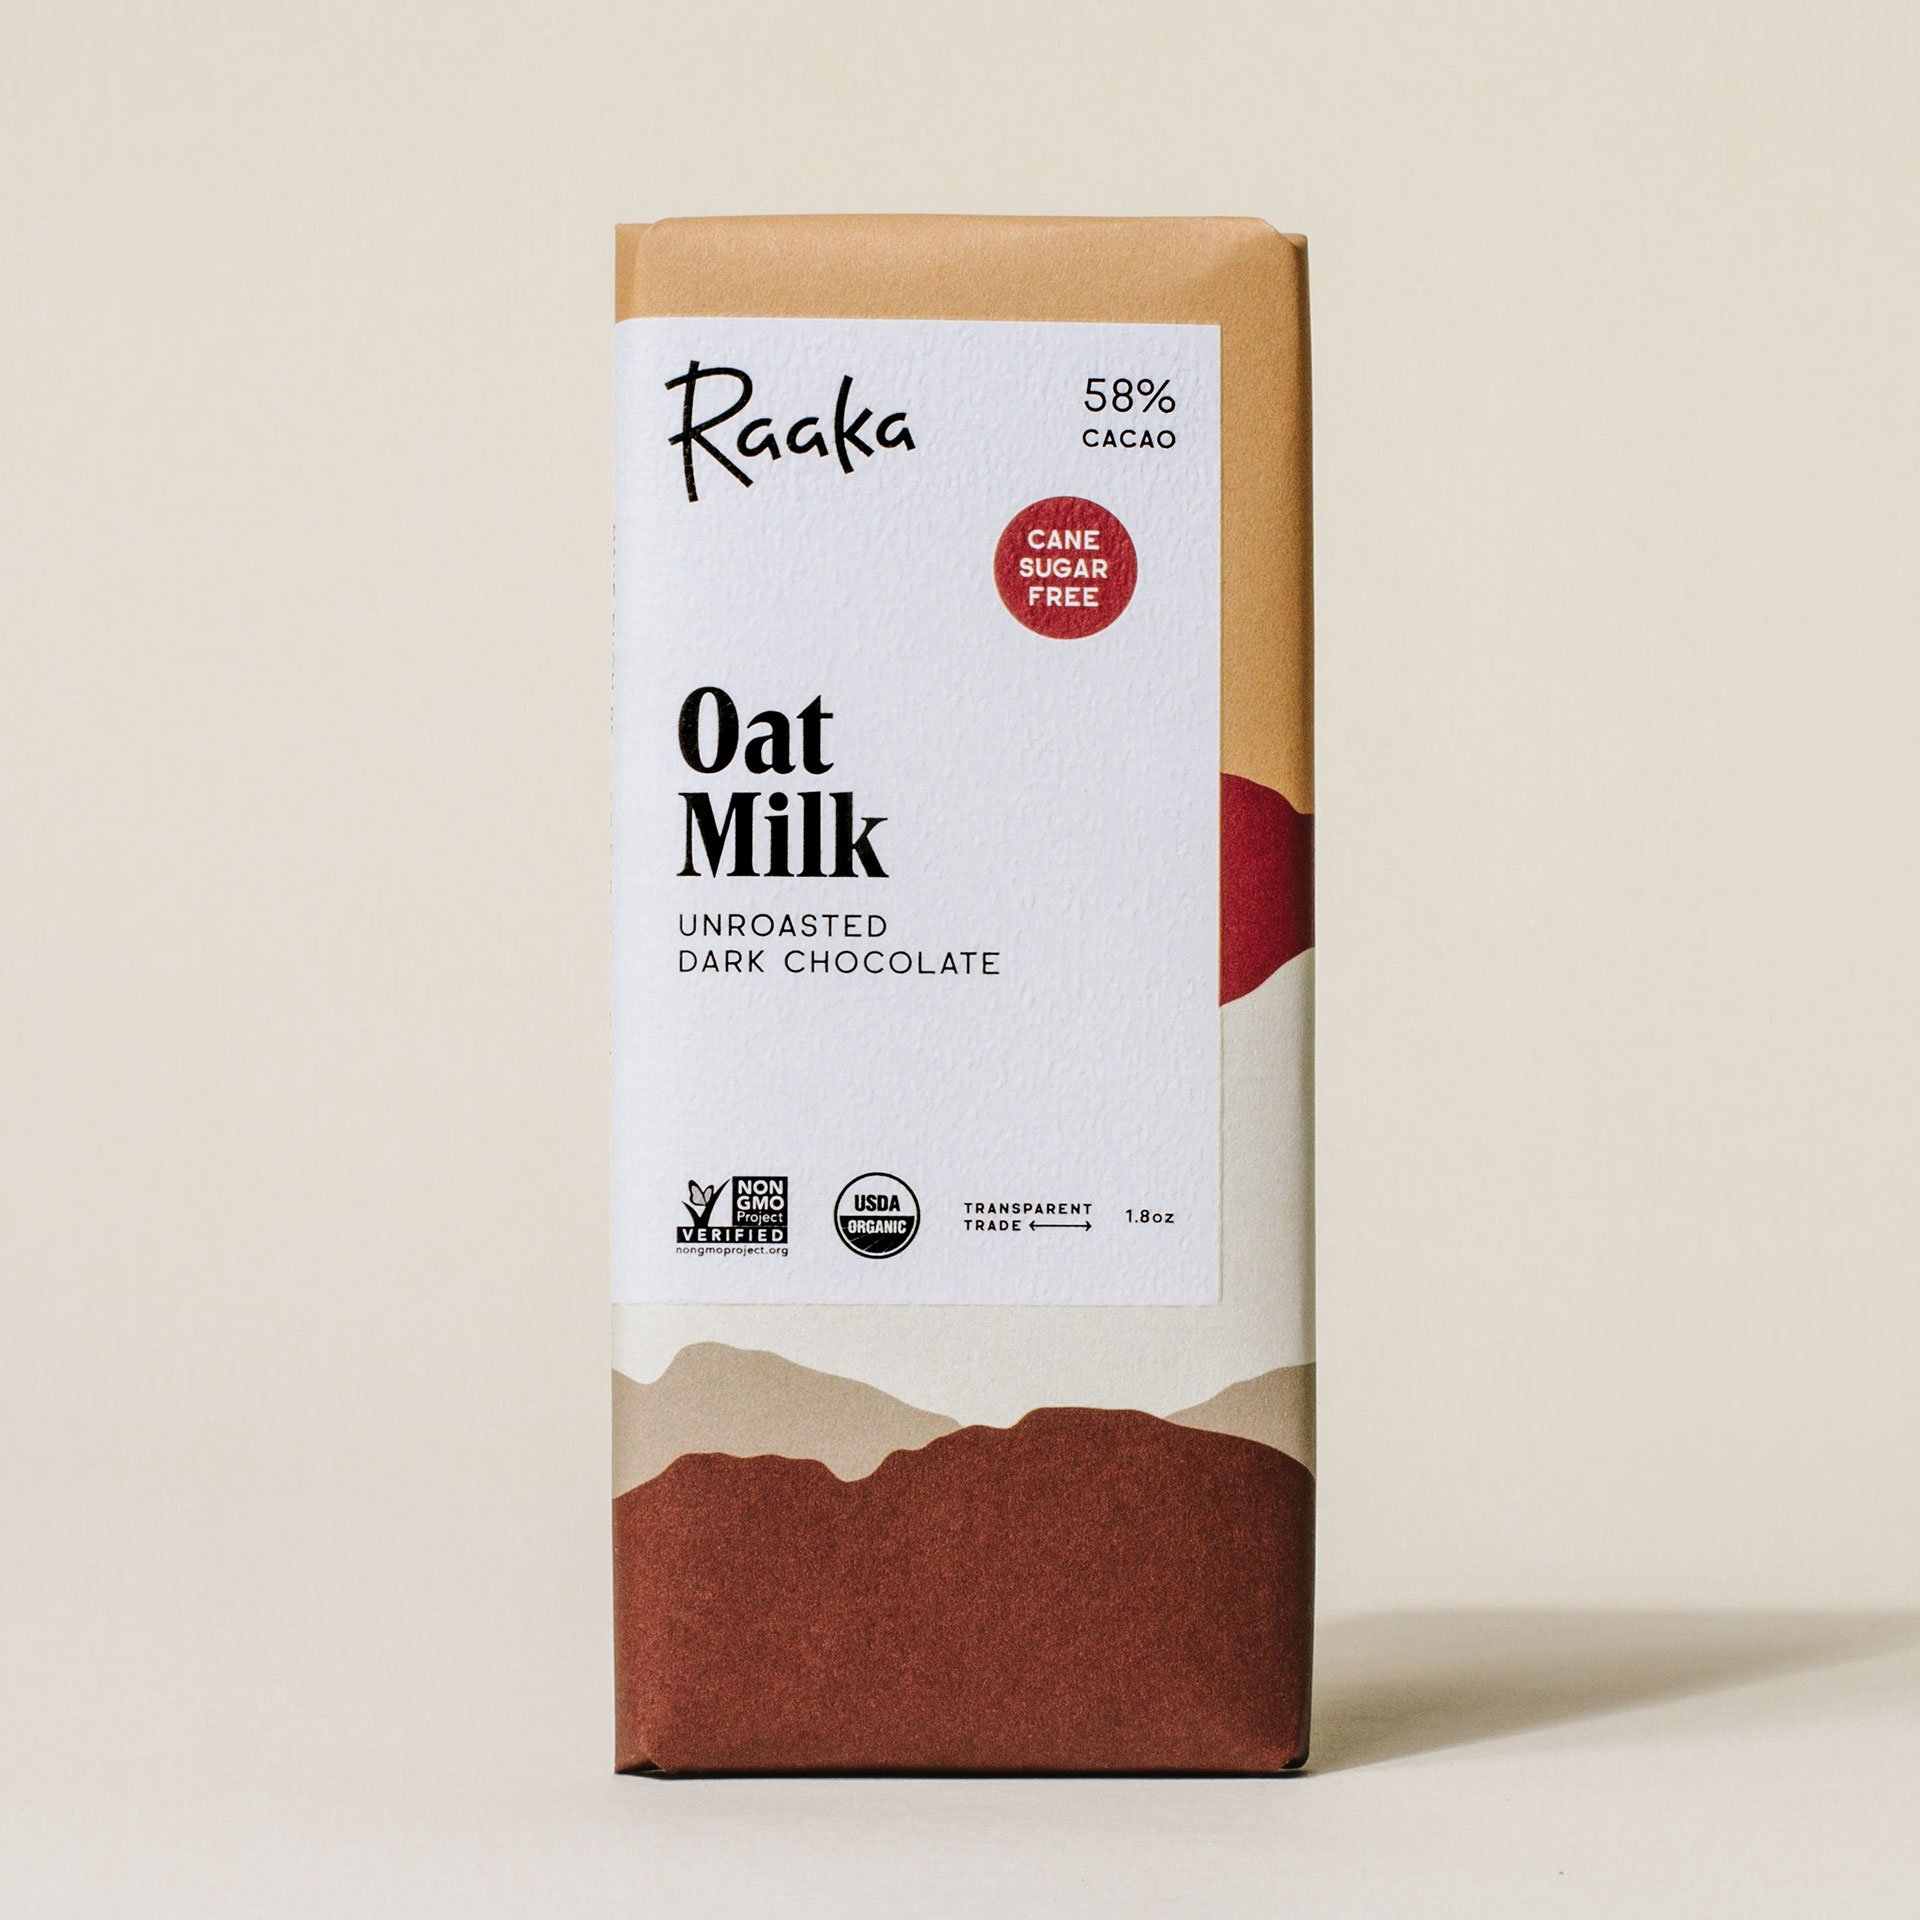 Raaka
58%
CACAO
CANE
SUGAR
FREE
Oat
Milk
UNROASTED
DARK CHOCOLATE
NON
GMO
Project
VERIFIED
nongmoproject.org
USDA
ORGANIC
TRANSPARENT
TRADE
1.8oz